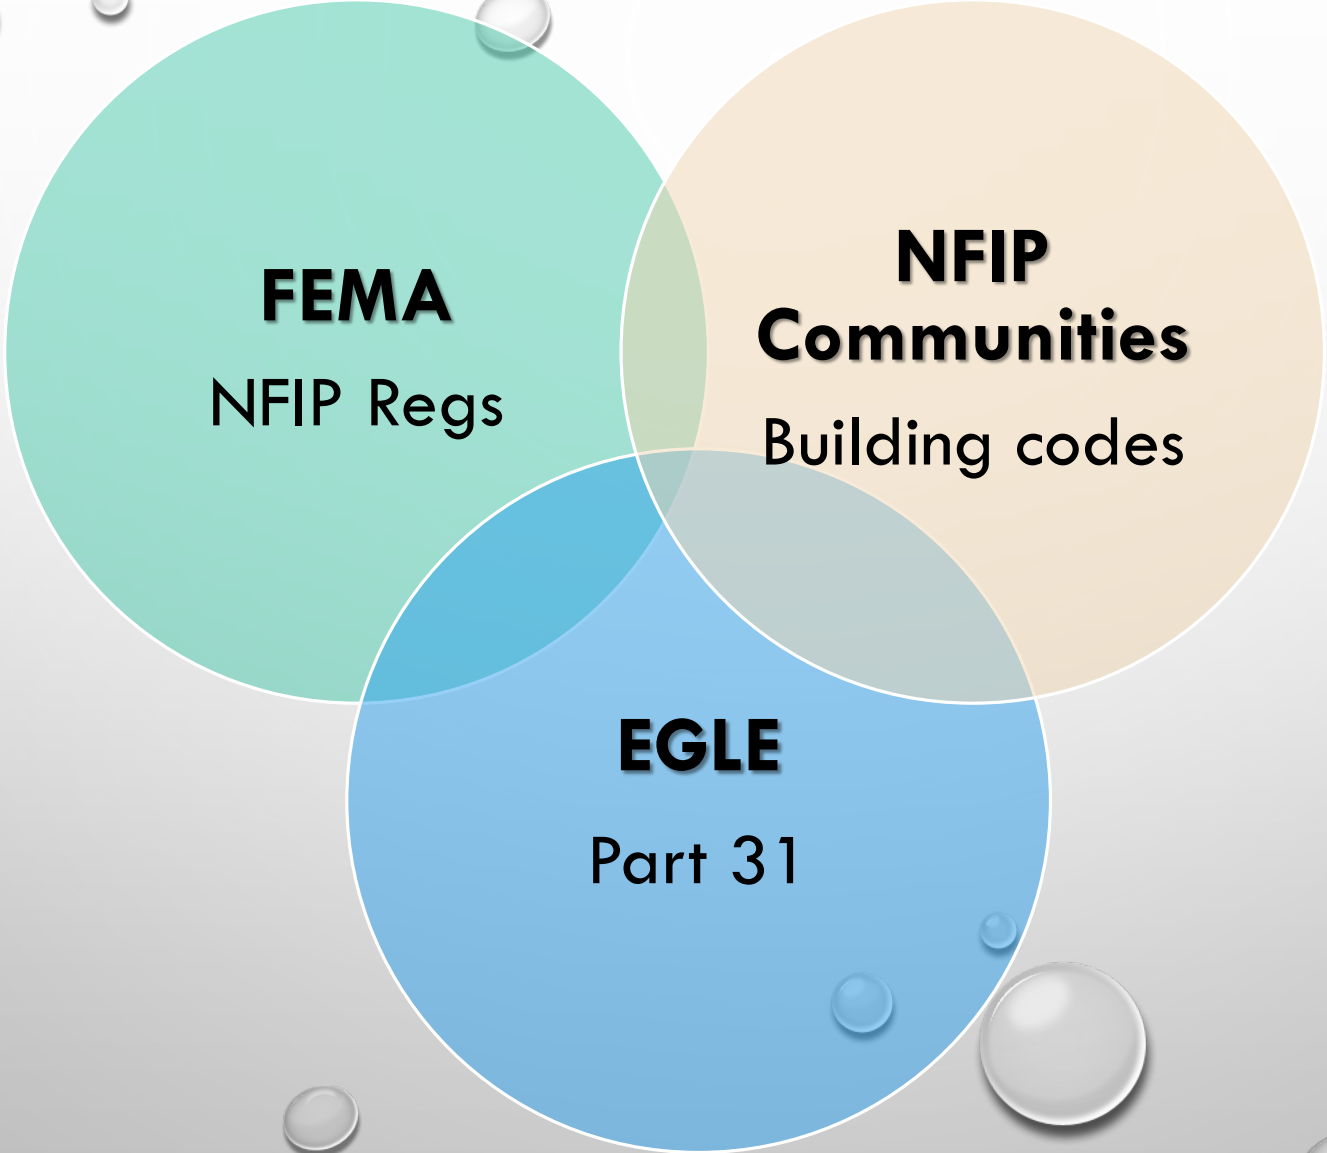 FEMA
NFIP Regs
NFIP
Communities
Building codes
EGLE
Part 31